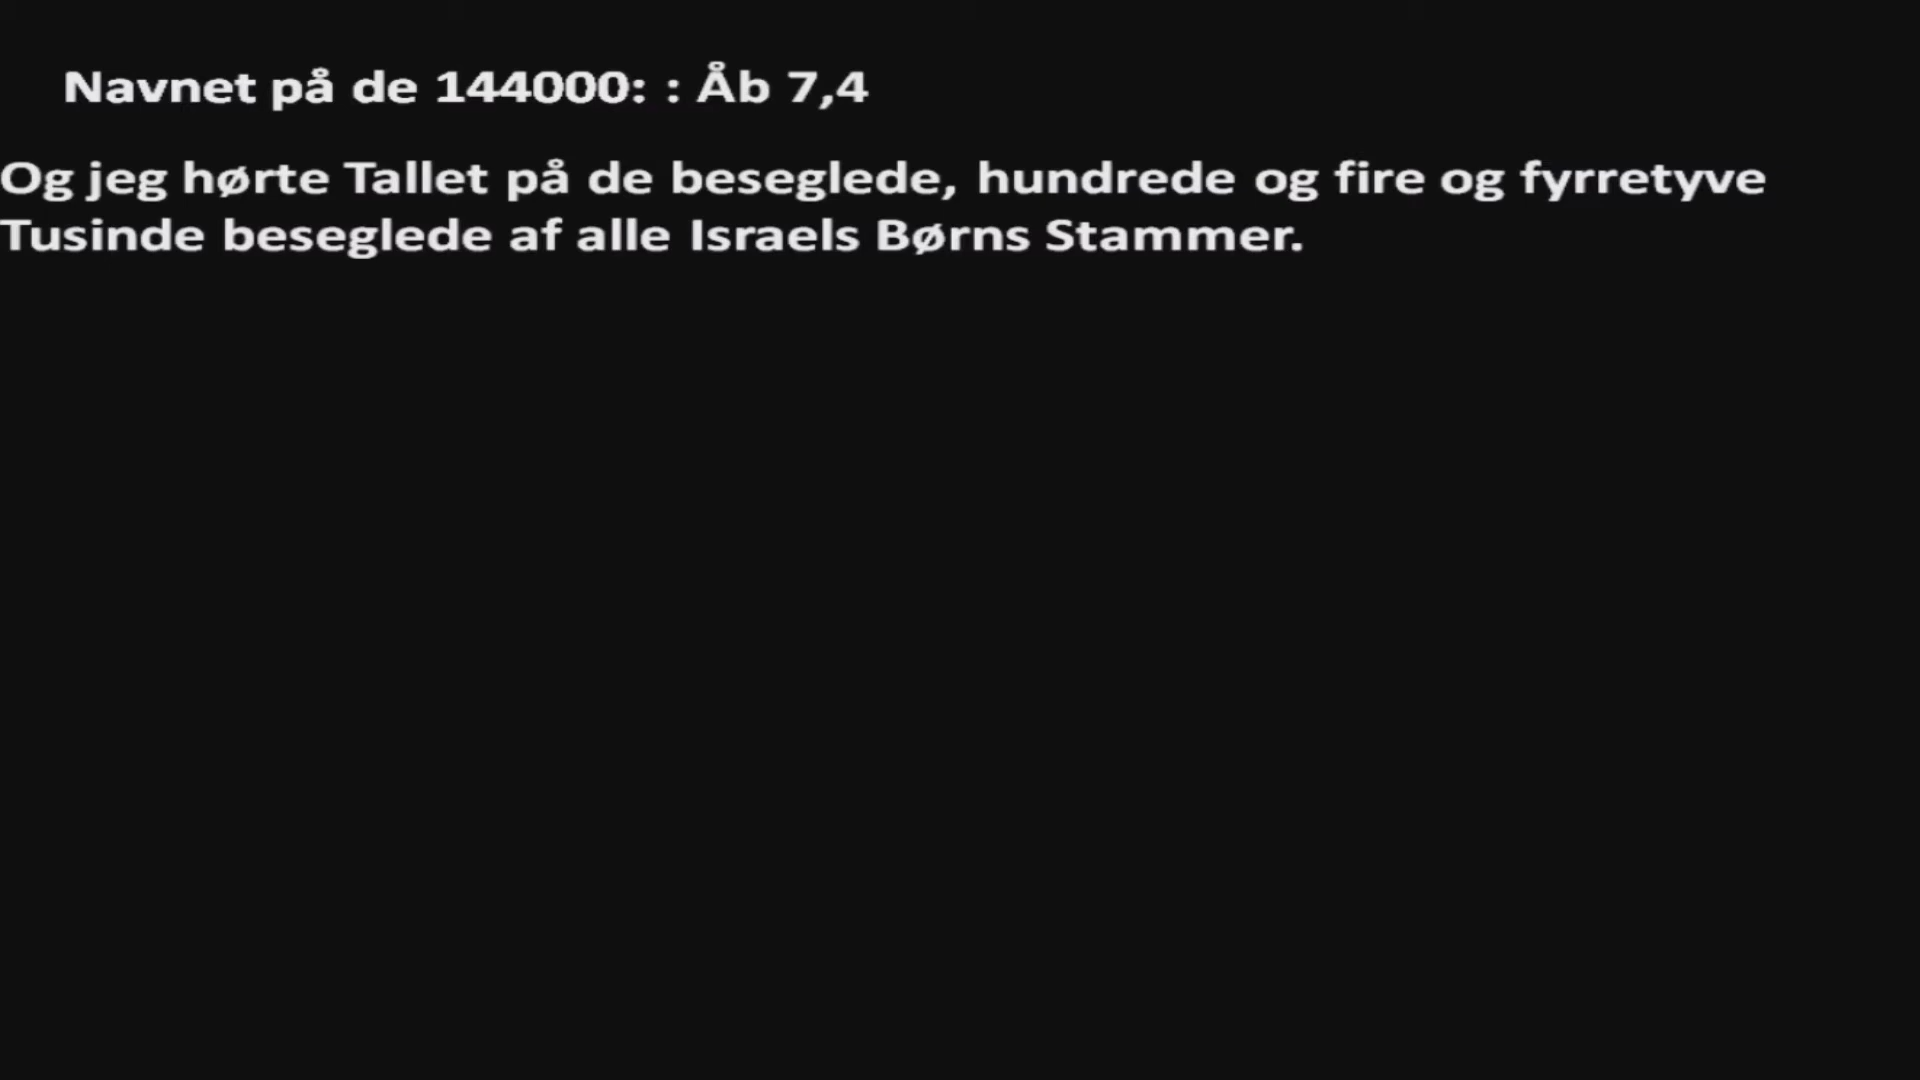 Navnet på de 144000: : Åb 7,4
Og jeg hørte Tallet på de beseglede, hundrede og fire og fyrretyve
Tusinde beseglede af alle Israels Børns Stammer.